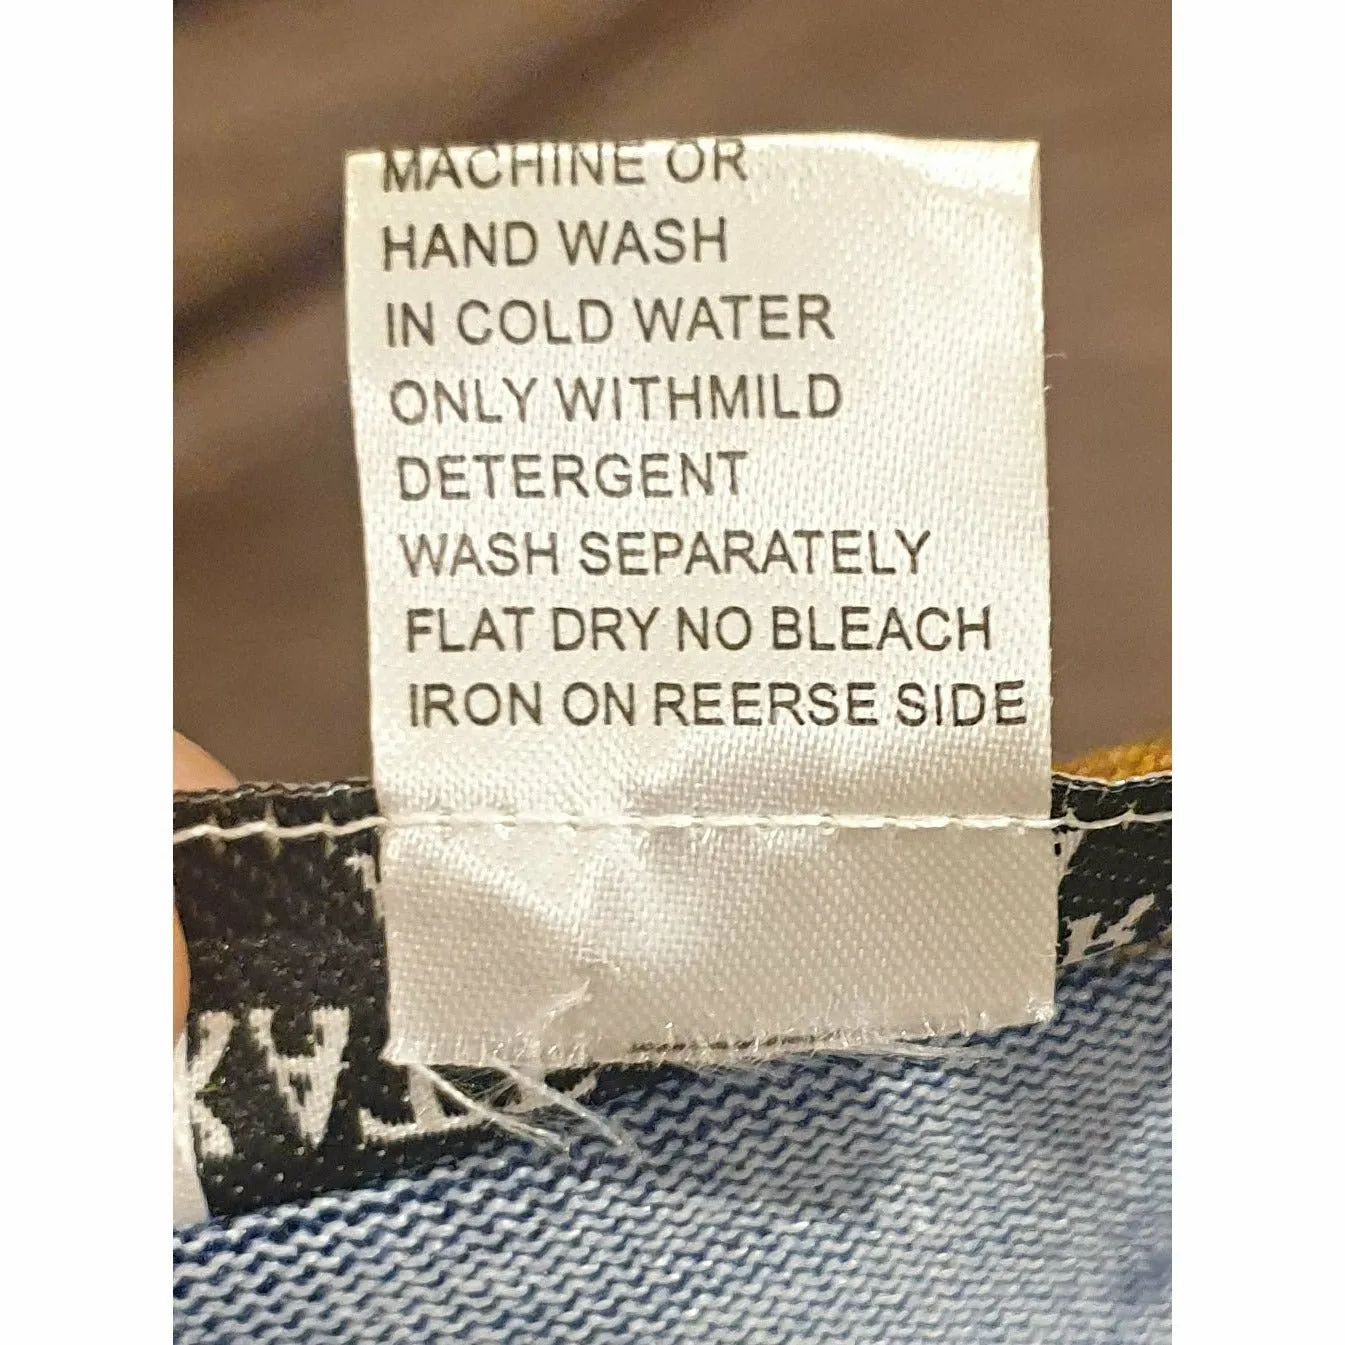 MACHINE OR
HAND WASH
IN COLD WATER
ONLY WITHMILD
DETERGENT
WASH SEPARATELY
FLAT DRY NO BLEACH
IRON ON REERSE SIDE